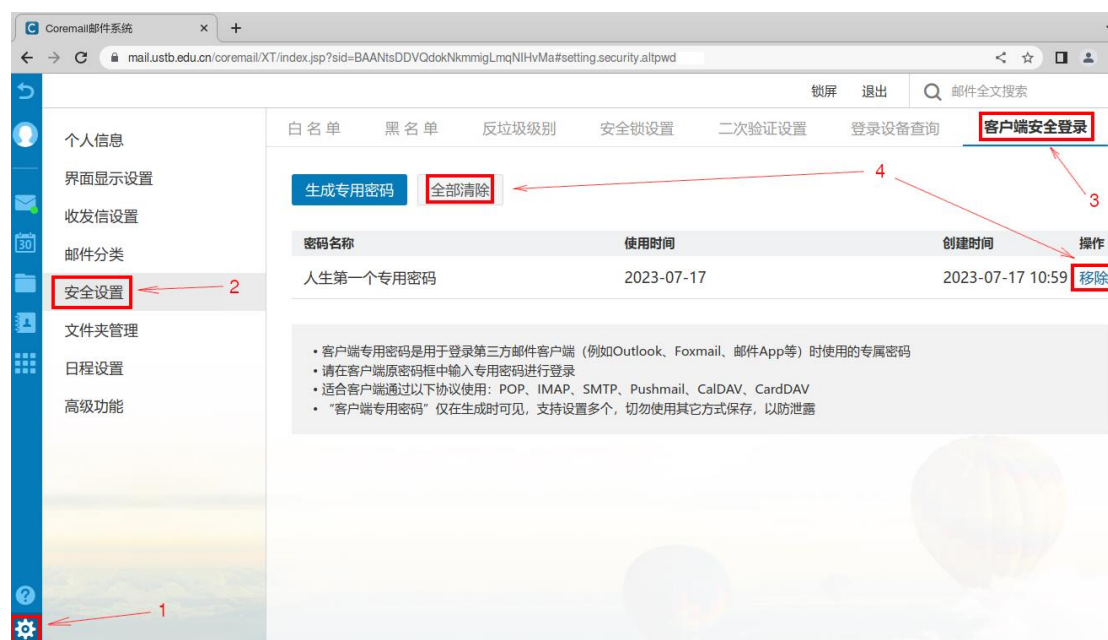 Coremail邮件系统
mail.ustb.edu.cn/coremail/XT/index.jsp?sid=BAANtsDDVQdokNkmmigLmqNIHvMa#setting.security.altpwd
锁屏 退出 邮件全文搜索
个人信息
界面显示设置
收发信设置
邮件分类
安全设置
文件夹管理
日程设置
高级功能
30
白名单 黑名单 反垃圾级别 安全锁设置 二次验证设置 登录设备查询 客户端安全登录
生成专用密码 全部清除
密码名称 使用时间 创建时间 操作
人生第一个专用密码 2023-07-17 2023-07-17 10:59 移除
• 客户端专用密码是用于登录第三方邮件客户端（例如Outlook、Foxmail、邮件App等）时使用的专属密码
• 请在客户端原密码框中输入专用密码进行登录
• 适合客户端通过以下协议使用：POP、IMAP、SMTP、Pushmail、CalDAV、CardDAV
• “客户端专用密码”仅在生成时可见，支持设置多个，切勿使用其它方式保存，以防泄露
1
2
3
4